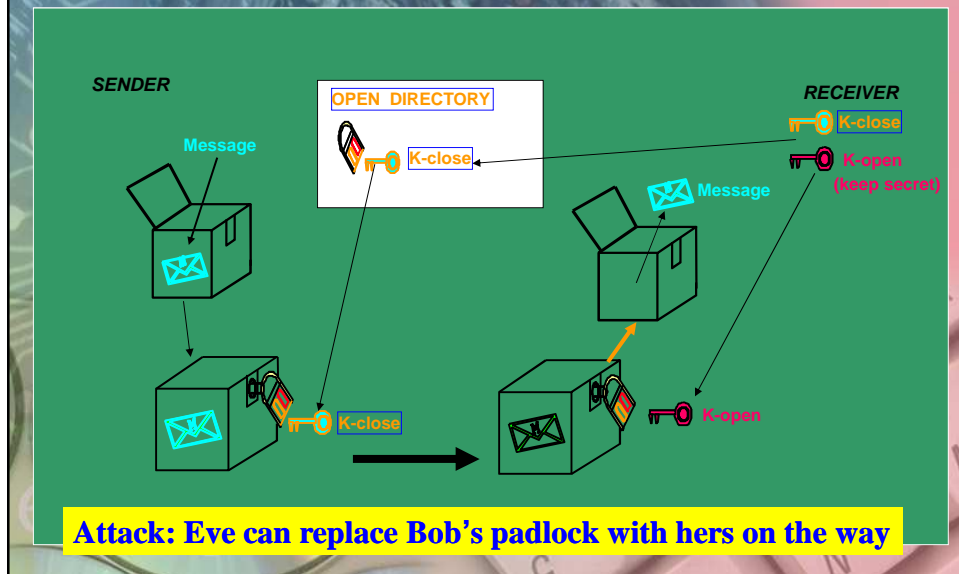 SENDER
OPEN DIRECTORY
RECEIVER
K-close
Message
K-close
K-open
(keep secret)
Message
K-close
K-open
Attack: Eve can replace Bob’s padlock with hers on the way